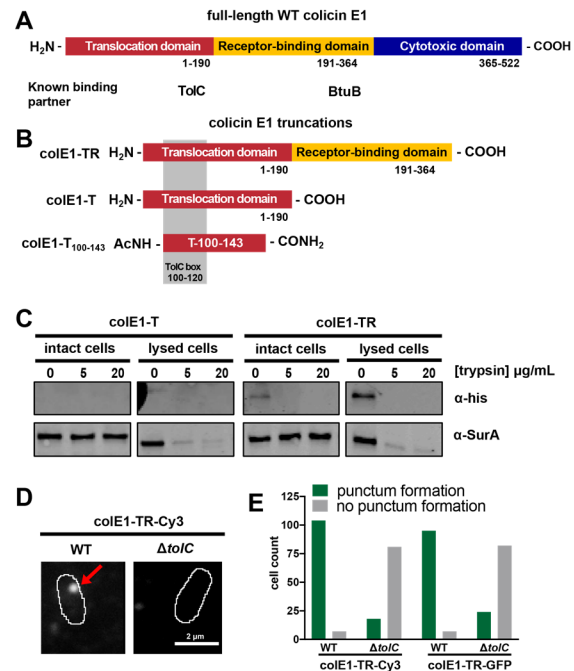 A
full-length WT colicin E1
H₂N - Translocation domain Receptor-binding domain Cytotoxic domain - COOH
1-190 191-364 365-522
Known binding partner TolC BtuB
B
colicin E1 truncations
colE1-TR H₂N - Translocation domain Receptor-binding domain - COOH
1-190 191-364
colE1-T H₂N - Translocation domain - COOH
1-190
colE1-T₁₀₀₋₁₄₃ AcNH - T-100-143 - CONH₂
TolC box
100-120
C
colE1-T colE1-TR
intact cells lysed cells intact cells lysed cells
0 5 20 0 5 20 0 5 20 0 5 20 [trypsin] µg/mL
α-his
α-SurA
D
colE1-TR-Cy3
WT ΔtolC
2 µm
E
punctum formation
no punctum formation
cell count
125
100
75
50
25
0
WT ΔtolC WT ΔtolC
colE1-TR-Cy3 colE1-TR-GFP